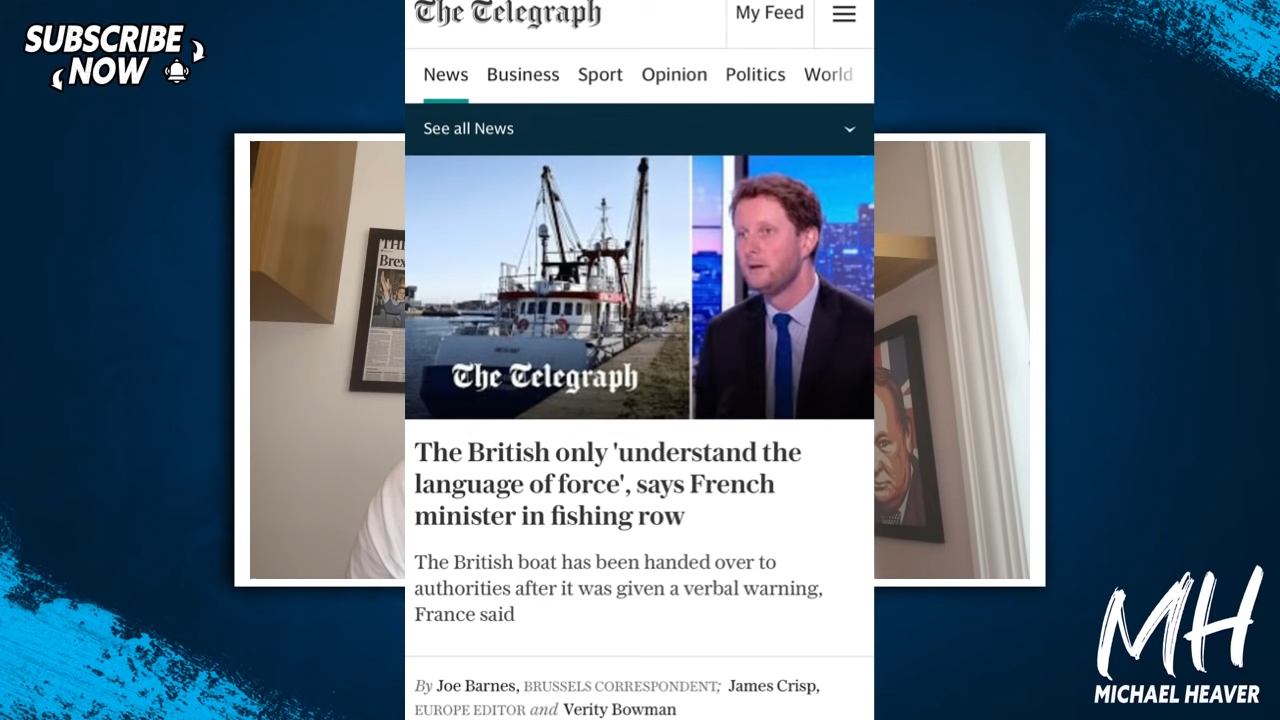 SUBSCRIBE
NOW
The Telegraph
My Feed
News Business Sport Opinion Politics World
See all News
THE
Brex
The Telegraph
The British only 'understand the
language of force', says French
minister in fishing row
The British boat has been handed over to
authorities after it was given a verbal warning,
France said
By Joe Barnes, BRUSSELS CORRESPONDENT; James Crisp,
EUROPE EDITOR and Verity Bowman
MH
MICHAEL HEAVER